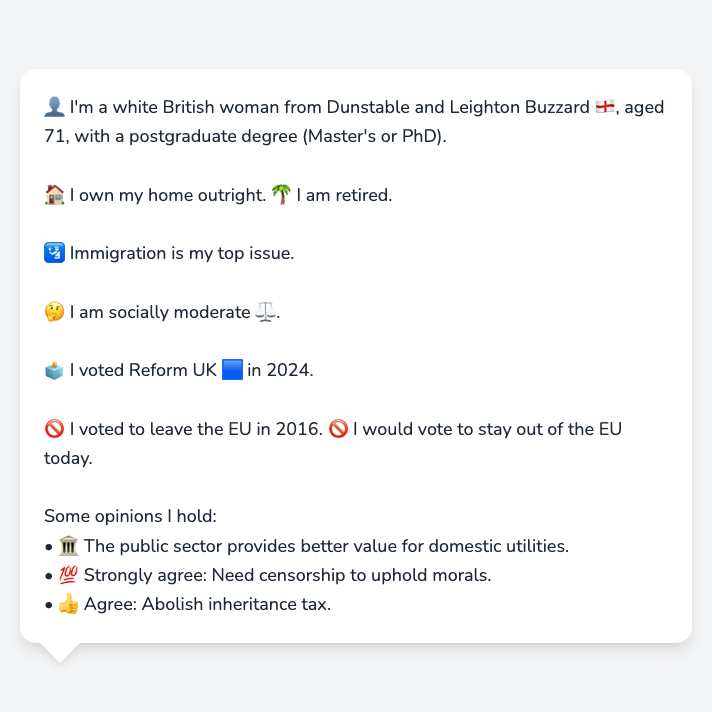 👤 I'm a white British woman from Dunstable and Leighton Buzzard 🏴󠁧󠁢󠁥󠁮󠁧󠁿, aged
71, with a postgraduate degree (Master's or PhD).
🏠 I own my home outright. 🌴 I am retired.
🛂 Immigration is my top issue.
🤔 I am socially moderate ⚖️.
🗳️ I voted Reform UK 🟦 in 2024.
🚫 I voted to leave the EU in 2016. 🚫 I would vote to stay out of the EU
today.
Some opinions I hold:
• 🏛️ The public sector provides better value for domestic utilities.
• 💯 Strongly agree: Need censorship to uphold morals.
• 👍 Agree: Abolish inheritance tax.